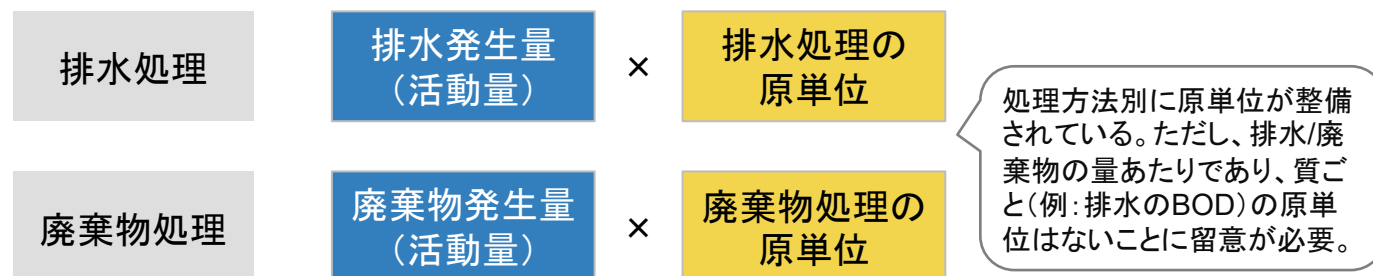 排水処理
排水発生量
（活動量）
×
排水処理の
原単位
廃棄物処理
廃棄物発生量
（活動量）
×
廃棄物処理の
原単位
処理方法別に原単位が整備
されている。ただし、排水/廃
棄物の量あたりであり、質ご
と（例：排水のBOD）の原単
位はないことに留意が必要。